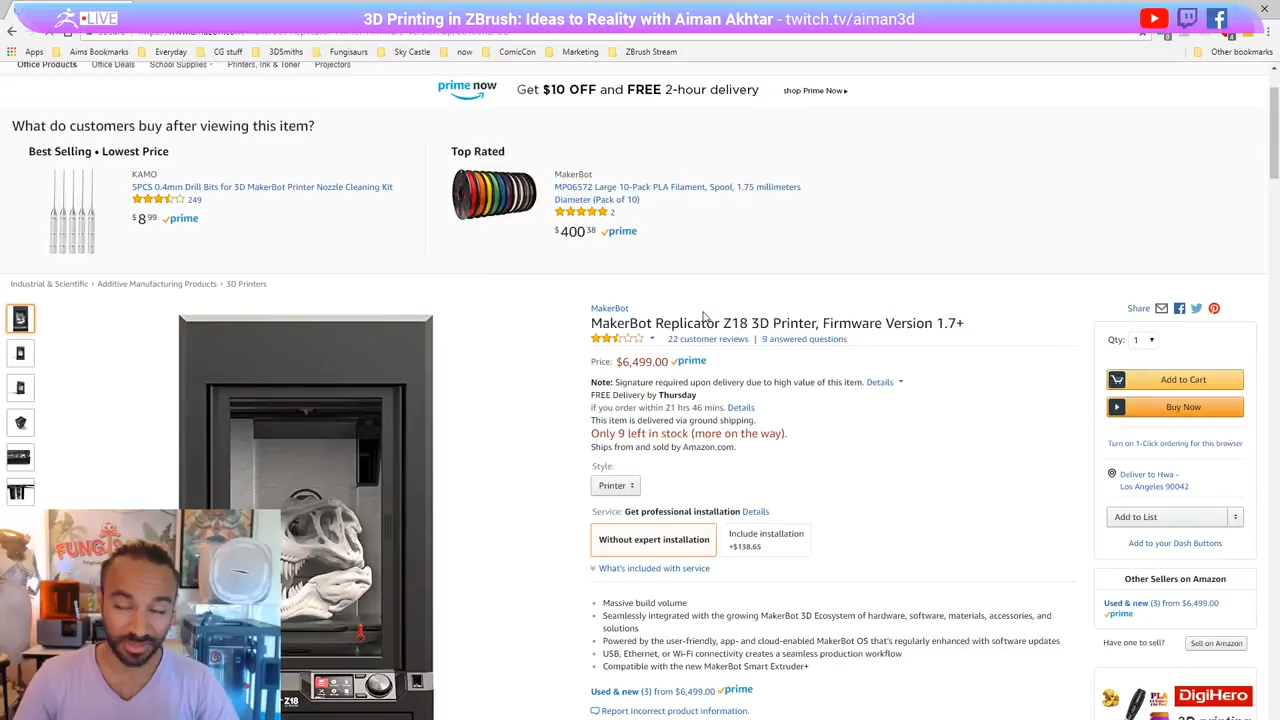 LIVE
3D Printing in ZBrush: Ideas to Reality with Aiman Akhtar - twitch.tv/aiman3d
Apps
Aims Bookmarks
Everyday
CG stuff
3DSmiths
Fungisaurs
Sky Castle
now
ComicCon
Marketing
ZBrush Stream
Other bookmarks
Office Products
Office Deals
School Supplies
Printers, Ink & Toner
Projectors
prime now
Get $10 OFF and FREE 2-hour delivery
shop Prime Now ▸
What do customers buy after viewing this item?
Best Selling • Lowest Price
KAMO
5PCS 0.4mm Drill Bits for 3D MakerBot Printer Nozzle Cleaning Kit
249
$8.99 prime
Top Rated
MakerBot
MP06572 Large 10-Pack PLA Filament, Spool, 1.75 millimeters
Diameter (Pack of 10)
2
$400.38 prime
Industrial & Scientific › Additive Manufacturing Products › 3D Printers
MakerBot
MakerBot Replicator Z18 3D Printer, Firmware Version 1.7+
22 customer reviews | 9 answered questions
Price: $6,499.00 prime
Note: Signature required upon delivery due to high value of this item. Details
FREE Delivery by Thursday
if you order within 21 hrs 46 mins. Details
This item is delivered via ground shipping.
Only 9 left in stock (more on the way).
Ships from and sold by Amazon.com.
Style:
Printer
Service: Get professional installation Details
Without expert installation
Include installation
+$138.65
What's included with service
• Massive build volume
• Seamlessly integrated with the growing MakerBot 3D Ecosystem of hardware, software, materials, accessories, and
solutions
• Powered by the user-friendly, app- and cloud-enabled MakerBot OS that's regularly enhanced with software updates
• USB, Ethernet, or Wi-Fi connectivity creates a seamless production workflow
• Compatible with the new MakerBot Smart Extruder+
Used & new (3) from $6,499.00 prime
Report incorrect product information.
Share
Qty: 1
Add to Cart
Buy Now
Turn on 1-Click ordering for this browser
Deliver to Hwa -
Los Angeles 90042
Add to List
Add to your Dash Buttons
Other Sellers on Amazon
Used & new (3) from $6,499.00
prime
Have one to sell?
Sell on Amazon
PLA
DigiHero
FUNG
Z18